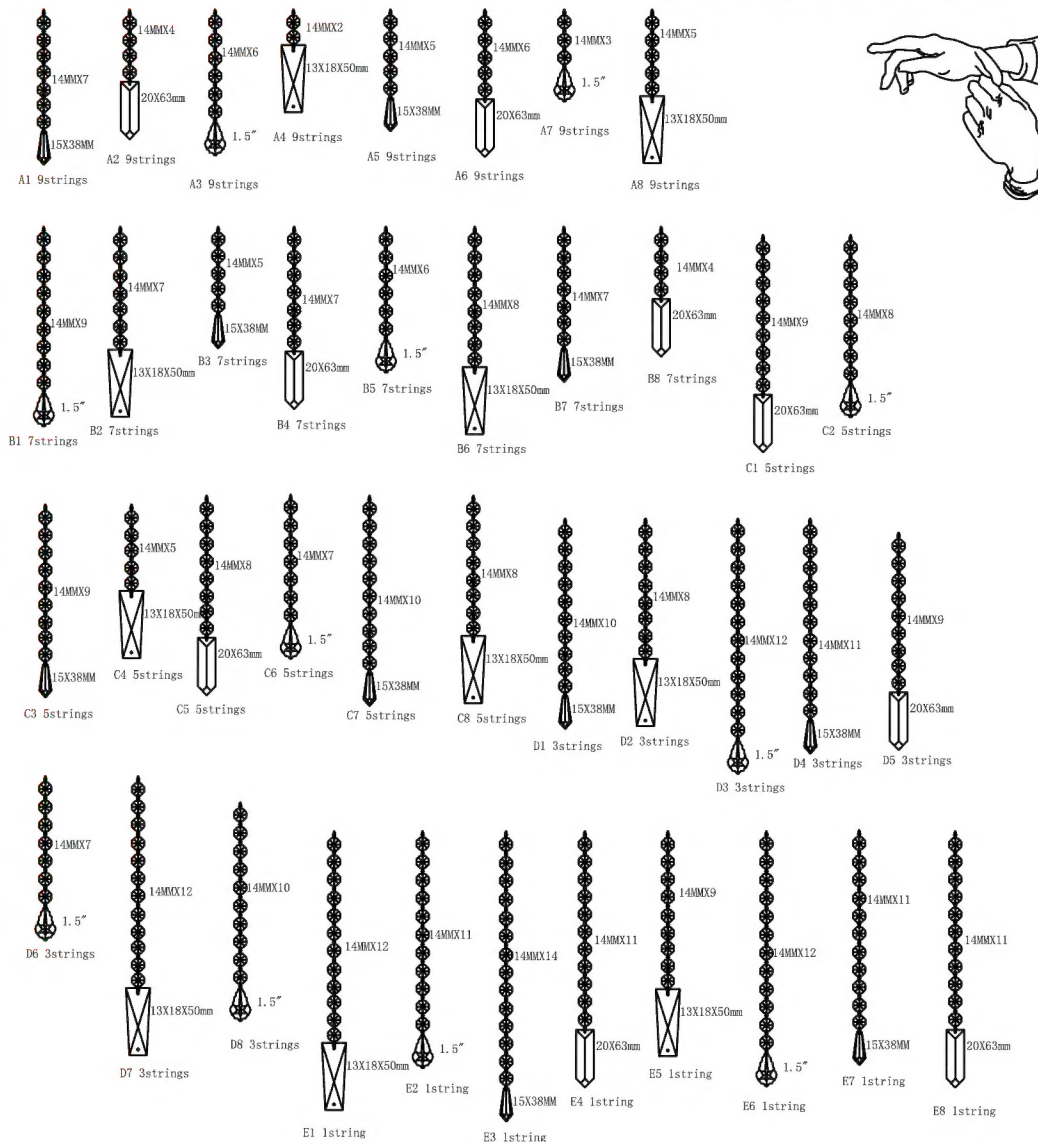 14MMX7
15X38MM
A1 9strings
14MMX4
20X63mm
A2 9strings
14MMX6
1.5"
A3 9strings
14MMX2
13X18X50mm
A4 9strings
14MMX5
15X38MM
A5 9strings
14MMX6
20X63mm
A6 9strings
14MMX3
1.5"
A7 9strings
14MMX5
13X18X50mm
A8 9strings
14MMX9
1.5"
B1 7strings
14MMX7
13X18X50mm
B2 7strings
14MMX5
15X38MM
B3 7strings
14MMX7
20X63mm
B4 7strings
14MMX6
1.5"
B5 7strings
14MMX8
13X18X50mm
B6 7strings
14MMX7
15X38MM
B7 7strings
14MMX4
20X63mm
B8 7strings
14MMX9
20X63mm
C1 5strings
14MMX8
1.5"
C2 5strings
14MMX9
15X38MM
C3 5strings
14MMX5
13X18X50mm
C4 5strings
14MMX8
20X63mm
C5 5strings
14MMX7
1.5"
C6 5strings
14MMX10
15X38MM
C7 5strings
14MMX8
13X18X50mm
C8 5strings
14MMX10
15X38MM
D1 3strings
14MMX8
13X18X50mm
D2 3strings
14MMX12
1.5"
D3 3strings
14MMX11
15X38MM
D4 3strings
14MMX9
20X63mm
D5 3strings
14MMX7
1.5"
D6 3strings
14MMX12
13X18X50mm
D7 3strings
14MMX10
1.5"
D8 3strings
14MMX12
13X18X50mm
E1 1string
14MMX11
1.5"
E2 1string
14MMX14
15X38MM
E3 1string
14MMX11
20X63mm
E4 1string
14MMX9
13X18X50mm
E5 1string
14MMX12
1.5"
E6 1string
14MMX11
15X38MM
E7 1string
14MMX11
20X63mm
E8 1string